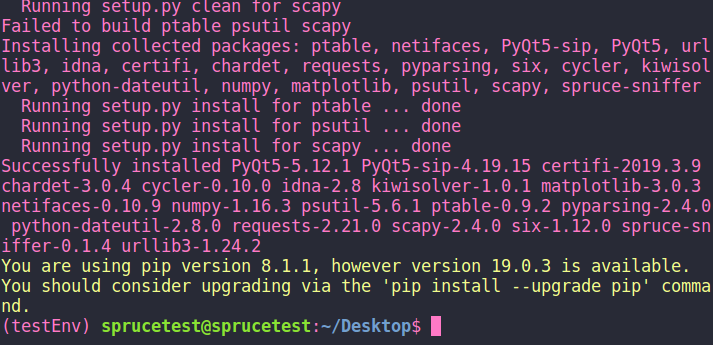 Running setup.py clean for scapy
Failed to build ptable psutil scapy
Installing collected packages: ptable, netifaces, PyQt5-sip, PyQt5, url
lib3, idna, certifi, chardet, requests, pyparsing, six, cycler, kiwisol
ver, python-dateutil, numpy, matplotlib, psutil, scapy, spruce-sniffer
  Running setup.py install for ptable ... done
  Running setup.py install for psutil ... done
  Running setup.py install for scapy ... done
Successfully installed PyQt5-5.12.1 PyQt5-sip-4.19.15 certifi-2019.3.9
chardet-3.0.4 cycler-0.10.0 idna-2.8 kiwisolver-1.0.1 matplotlib-3.0.3
netifaces-0.10.9 numpy-1.16.3 psutil-5.6.1 ptable-0.9.2 pyparsing-2.4.0
 python-dateutil-2.8.0 requests-2.21.0 scapy-2.4.0 six-1.12.0 spruce-sn
iffer-0.1.4 urllib3-1.24.2
You are using pip version 8.1.1, however version 19.0.3 is available.
You should consider upgrading via the 'pip install --upgrade pip' comma
nd.
(testEnv) sprucetest@sprucetest:~/Desktop$